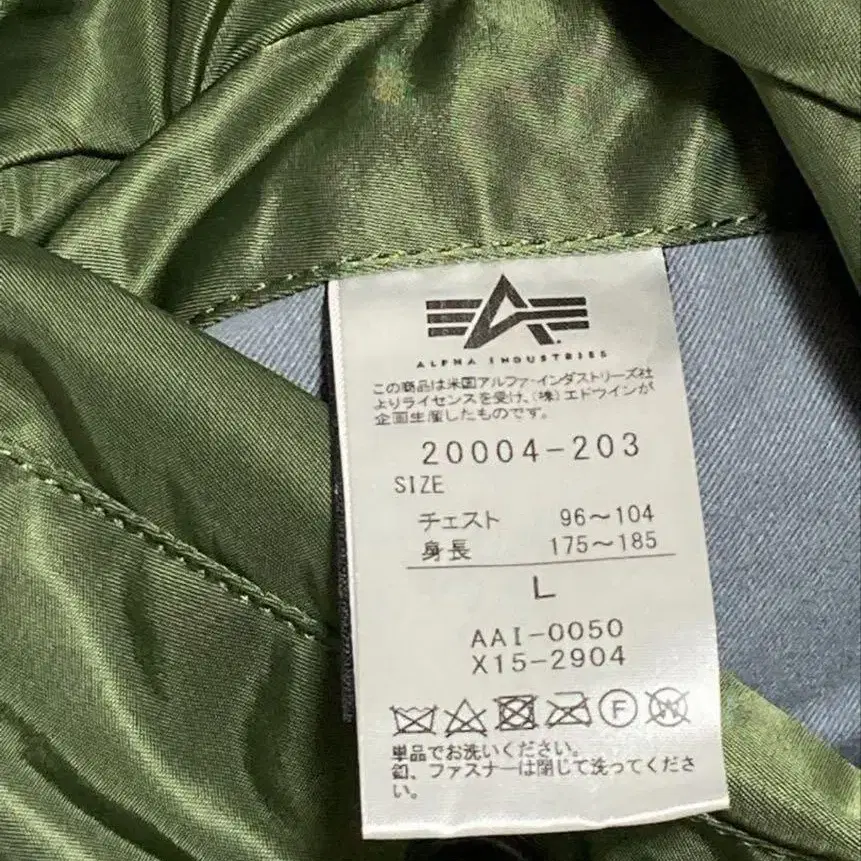 ALPHA INDUSTRIES
この商品は米国アルファ・インダストリーズ社
よりライセンスを受け、(株)エドウインが
企画生産したものです。
20004-203
SIZE
チェスト 96～104
身長 175～185
L
AAI-0050
X15-2904
F W
単品でお洗いください。
釦、ファスナーは閉じて洗ってくださ
い。